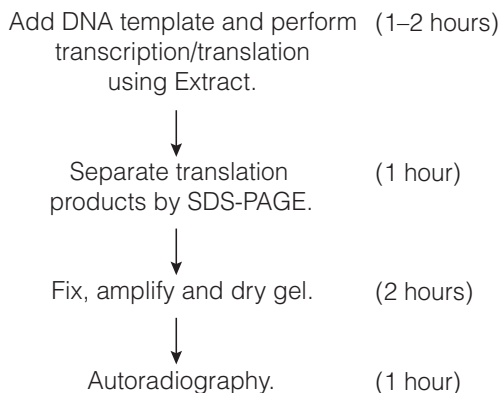 Add DNA template and perform (1–2 hours)
transcription/translation
using Extract.
Separate translation (1 hour)
products by SDS-PAGE.
Fix, amplify and dry gel. (2 hours)
Autoradiography. (1 hour)